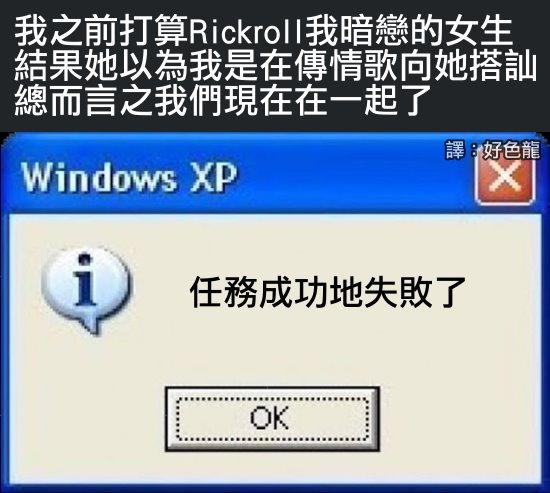 我之前打算Rickroll我暗戀的女生
結果她以為我是在傳情歌向她搭訕
總而言之我們現在在一起了
譯：好色龍
Windows XP
任務成功地失敗了
OK